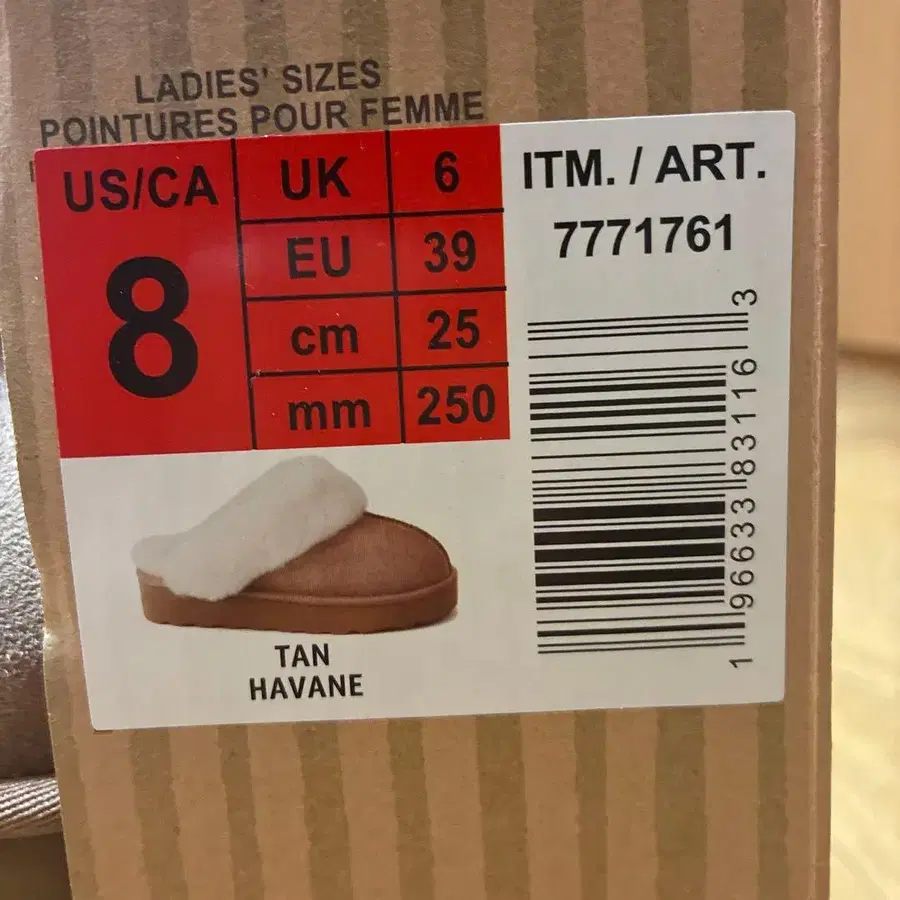 LADIES' SIZES
POINTURES POUR FEMME
US/CA
8
UK 6
EU 39
cm 25
mm 250
ITM. / ART.
7771761
1 96633 83116 3
TAN
HAVANE